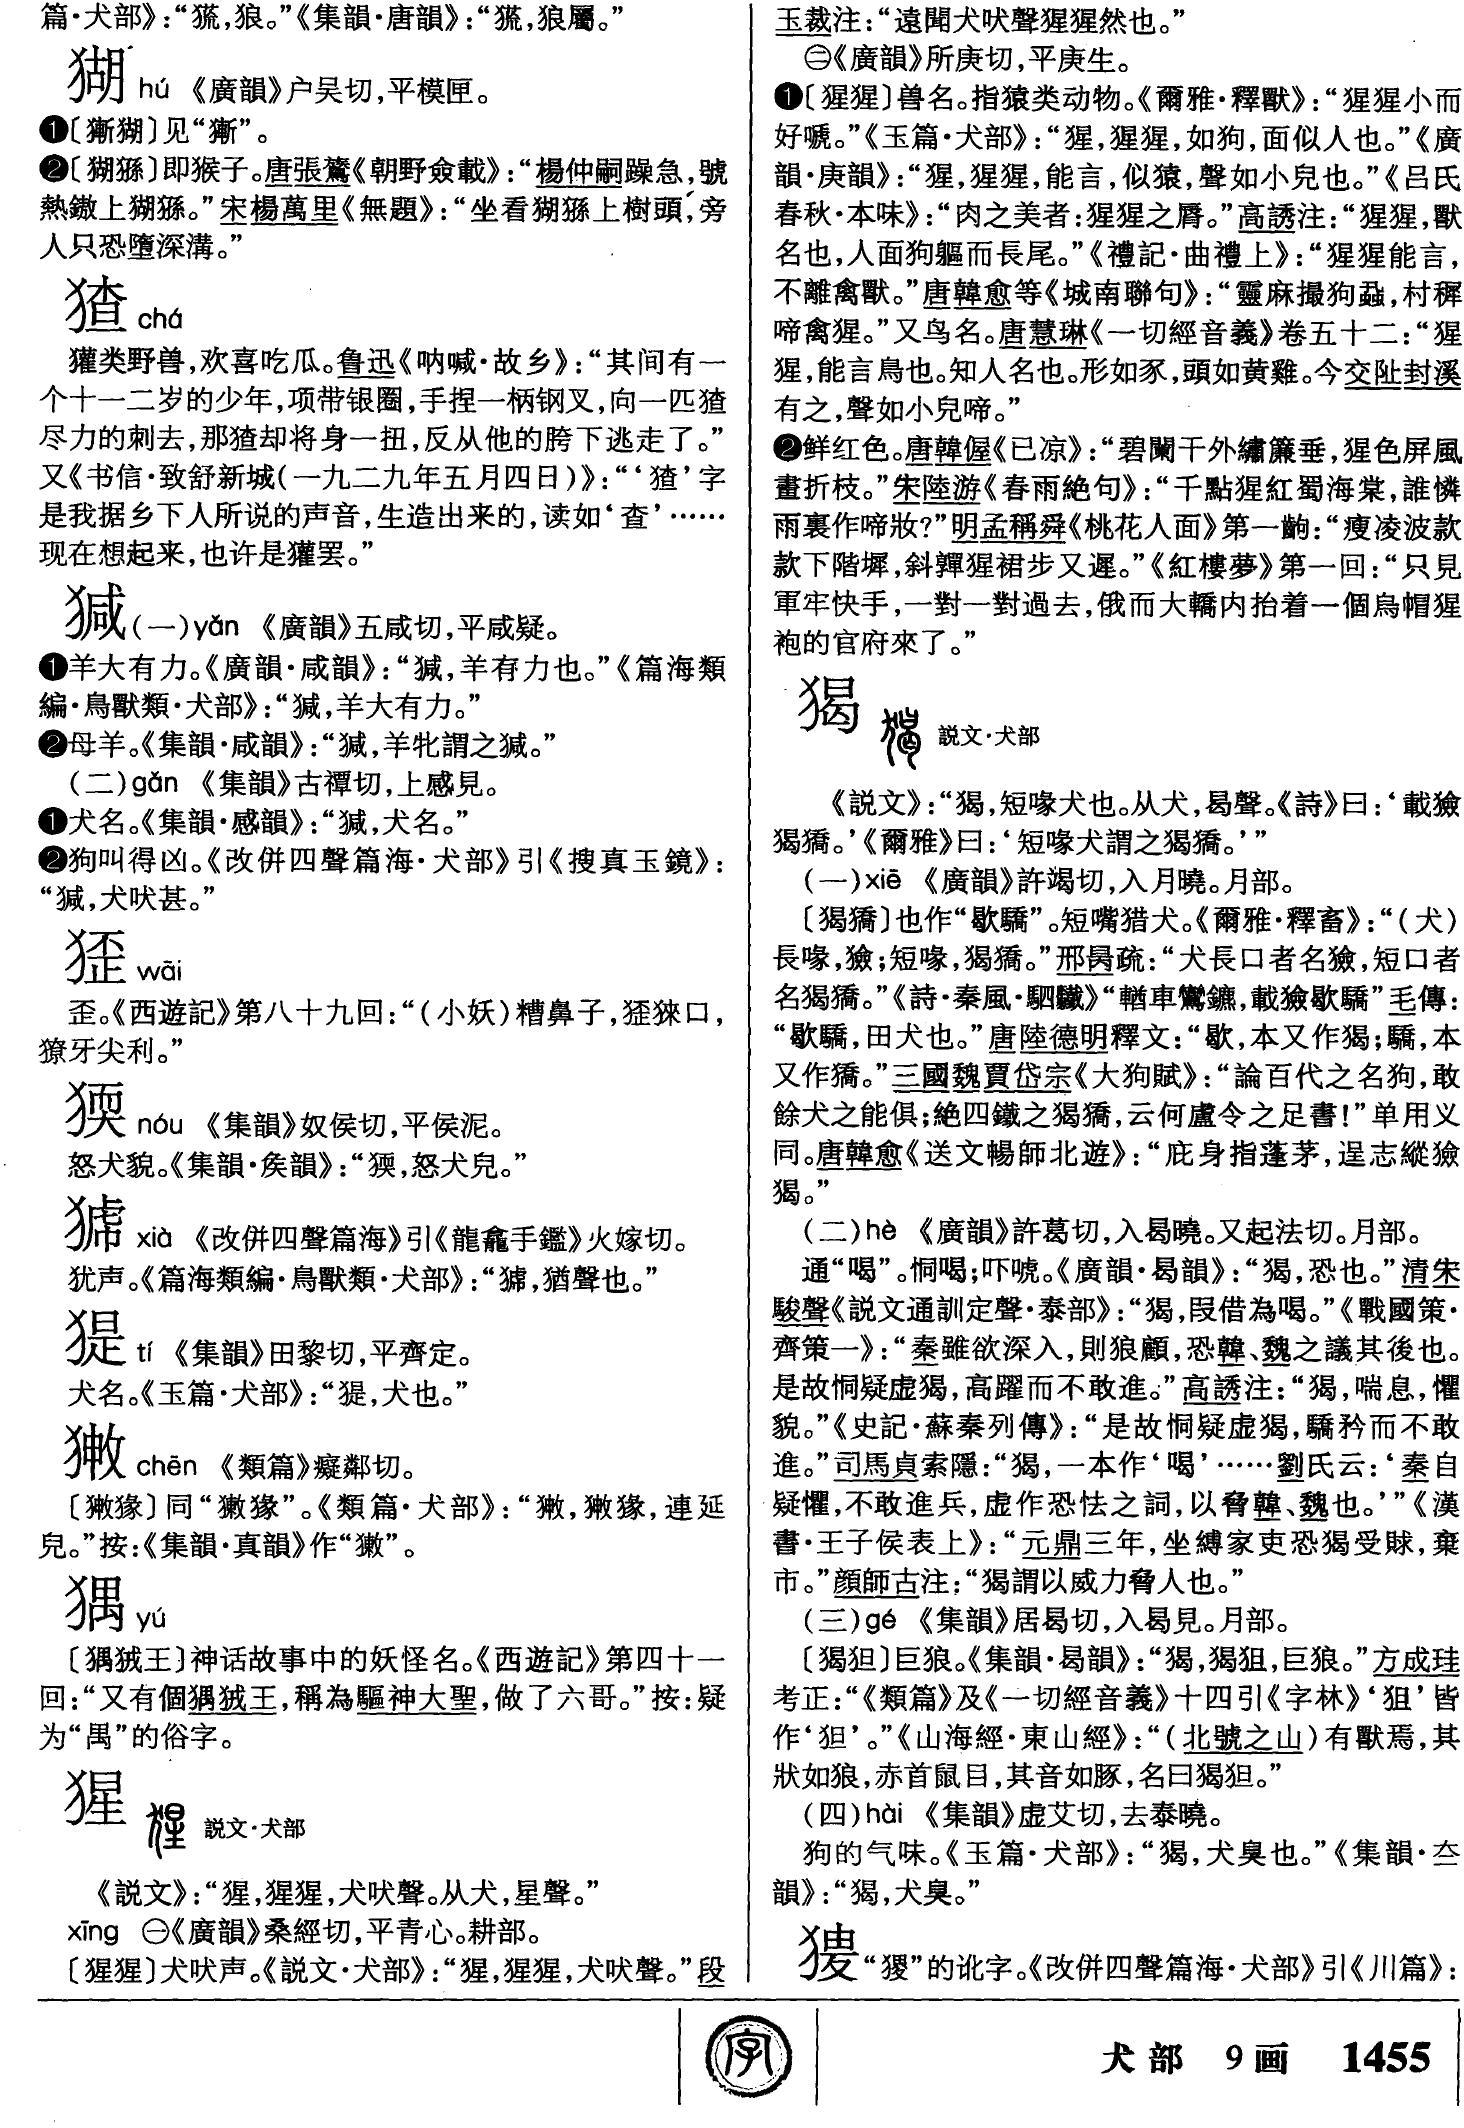 篇·犬部》：“㹿，狼。”《集韻·唐韻》：“㹿，狼屬。”
猢 hú 《廣韻》户吴切，平模匣。
❶〔獑猢〕见“獑”。
❷〔猢猻〕即猴子。唐張鷟《朝野僉載》：“楊仲嗣躁急，號
熱鏊上猢猻。”宋楊萬里《無題》：“坐看猢猻上樹頭，旁
人只恐墮深溝。”
猹 chá
獾类野兽，欢喜吃瓜。鲁迅《呐喊·故乡》：“其间有一
个十一二岁的少年，项带银圈，手捏一柄钢叉，向一匹猹
尽力的刺去，那猹却将身一扭，反从他的胯下逃走了。”
又《书信·致舒新城(一九二九年五月四日)》：“‘猹’字
是我据乡下人所说的声音，生造出来的，读如‘查’……
现在想起来，也许是獾罢。”
㺂 (一)yǎn 《廣韻》五咸切，平咸疑。
❶羊大有力。《廣韻·咸韻》：“㺂，羊有力也。”《篇海類
編·鳥獸類·犬部》：“㺂，羊大有力。”
❷母羊。《集韻·咸韻》：“㺂，羊牝謂之㺂。”
(二)gǎn 《集韻》古禫切，上感見。
❶犬名。《集韻·感韻》：“㺂，犬名。”
❷狗叫得凶。《改併四聲篇海·犬部》引《搜真玉鏡》：
“㺂，犬吠甚。”
wāi
歪。《西遊記》第八十九回：“(小妖)糟鼻子，猍口，
獠牙尖利。”
nóu 《集韻》奴侯切，平侯泥。
怒犬貌。《集韻·矦韻》：“，怒犬皃。”
xià 《改併四聲篇海》引《龍龕手鑑》火嫁切。
犹声。《篇海類編·鳥獸類·犬部》：“，猶聲也。”
㹍 tí 《集韻》田黎切，平齊定。
犬名。《玉篇·犬部》：“，犬也。”
chēn 《類篇》癡鄰切。
〔猭〕同“猭”。《類篇·犬部》：“，猭，連延
皃。”按：《集韻·真韻》作“”。
㺄 yú
〔㺄狨王〕神话故事中的妖怪名。《西遊記》第四十一
回：“又有個㺄狨王，稱為驅神大聖，做了六哥。”按：疑
为“禺”的俗字。
猩 説文·犬部
《説文》：“猩，猩猩，犬吠聲。从犬，星聲。”
xīng ㊀《廣韻》桑經切，平青心。耕部。
〔猩猩〕犬吠声。《説文·犬部》：“猩，猩猩，犬吠聲。”段
玉裁注：“遠聞犬吠聲猩猩然也。”
㊁《廣韻》所庚切，平庚生。
❶〔猩猩〕兽名。指猿类动物。《爾雅·釋獸》：“猩猩小而
好嗁。”《玉篇·犬部》：“猩，猩猩，如狗，面似人也。”《廣
韻·庚韻》：“猩，猩猩，能言，似猿，聲如小兒也。”《吕氏
春秋·本味》：“肉之美者：猩猩之脣。”高誘注：“猩猩，獸
名也，人面狗軀而長尾。”《禮記·曲禮上》：“猩猩能言，
不離禽獸。”唐韓愈等《城南聯句》：“靈麻撮狗蝨，村穉
啼禽猩。”又鸟名。唐慧琳《一切經音義》卷五十二：“猩
猩，能言鳥也。知人名也。形如豕，頭如黄雞。今交阯封溪
有之，聲如小兒啼。”
❷鲜红色。唐韓偓《已凉》：“碧闌干外繡簾垂，猩色屏風
畫折枝。”宋陸游《春雨絶句》：“千點猩紅蜀海棠，誰憐
雨裏作啼妝？”明孟稱舜《桃花人面》第一齣：“瘦凌波款
款下階墀，斜嚲猩裙步又遲。”《紅樓夢》第一回：“只見
軍牢快手，一對一對過去，俄而大轎内抬着一個烏帽猩
袍的官府來了。”
猲 説文·犬部
《説文》：“猲，短喙犬也。从犬，曷聲。《詩》曰：‘載獫
猲獢。’《爾雅》曰：‘短喙犬謂之猲獢。’”
(一)xiē 《廣韻》許竭切，入月曉。月部。
〔猲獢〕也作“歇驕”。短嘴猎犬。《爾雅·釋畜》：“(犬)
長喙，獫；短喙，猲獢。”邢昺疏：“犬長口者名獫，短口者
名猲獢。”《詩·秦風·駟驖》“輶車鸞鑣，載獫歇驕”毛傳：
“歇驕，田犬也。”唐陸德明釋文：“歇，本又作猲；驕，本
又作獢。”三國魏賈岱宗《大狗賦》：“論百代之名狗，敢
餘犬之能俱；絶四鐵之猲獢，云何盧令之足書！”单用义
同。唐韓愈《送文暢師北遊》：“庇身指蓬茅，逞志縱獫
猲。”
(二)hè 《廣韻》許葛切，入曷曉。又起法切。月部。
通“喝”。恫喝；吓唬。《廣韻·曷韻》：“猲，恐也。”清朱
駿聲《説文通訓定聲·泰部》：“猲，叚借為喝。”《戰國策·
齊策一》：“秦雖欲深入，則狼顧，恐韓、魏之議其後也。
是故恫疑虚猲，高躍而不敢進。”高誘注：“猲，喘息，懼
貌。”《史記·蘇秦列傳》：“是故恫疑虚猲，驕矜而不敢
進。”司馬貞索隱：“猲，一本作‘喝’……劉氏云：‘秦自
疑懼，不敢進兵，虚作恐怯之詞，以脅韓、魏也。’”《漢
書·王子侯表上》：“元鼎三年，坐縛家吏恐猲受賕，棄
市。”顔師古注：“猲謂以威力脅人也。”
(三)gé 《集韻》居曷切，入曷見。月部。
〔猲狚〕巨狼。《集韻·曷韻》：“猲，猲狙，巨狼。”方成珪
考正：“《類篇》及《一切經音義》十四引《字林》‘狙’皆
作‘狚’。”《山海經·東山經》：“(北號之山)有獸焉，其
狀如狼，赤首鼠目，其音如豚，名曰猲狚。”
(四)hài 《集韻》虚艾切，去泰曉。
狗的气味。《玉篇·犬部》：“猲，犬臭也。”《集韻·夳
韻》：“猲，犬臭。”
“獶”的讹字。《改併四聲篇海·犬部》引《川篇》：
字
犬部 9画 1455